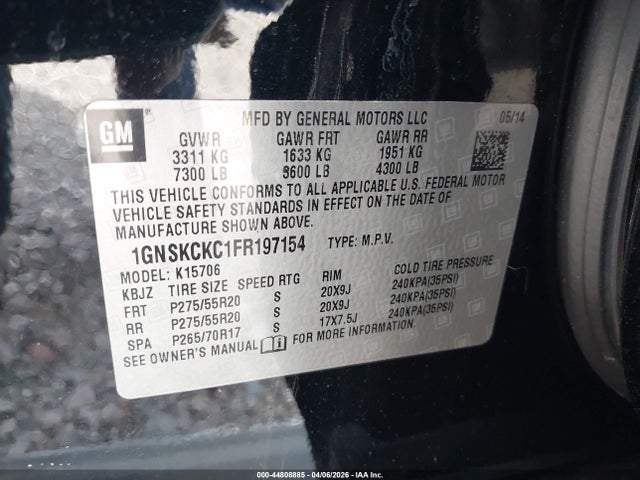 GM
MFD BY GENERAL MOTORS LLC 05/14
GVWR GAWR FRT GAWR RR
3311 KG 1633 KG 1951 KG
7300 LB 3600 LB 4300 LB
THIS VEHICLE CONFORMS TO ALL APPLICABLE U.S. FEDERAL MOTOR
VEHICLE SAFETY STANDARDS IN EFFECT ON THE DATE OF
MANUFACTURE SHOWN ABOVE.
1GNSKCKC1FR197154 TYPE: M.P.V.
MODEL: K15706
KBJZ TIRE SIZE SPEED RTG RIM COLD TIRE PRESSURE
FRT P275/55R20 S 20X9J 240KPA(35PSI)
RR P275/55R20 S 20X9J 240KPA(35PSI)
SPA P265/70R17 S 17X7.5J 240KPA(35PSI)
SEE OWNER'S MANUAL FOR MORE INFORMATION.
000-44808885 - 04/06/2026 - IAA Inc.